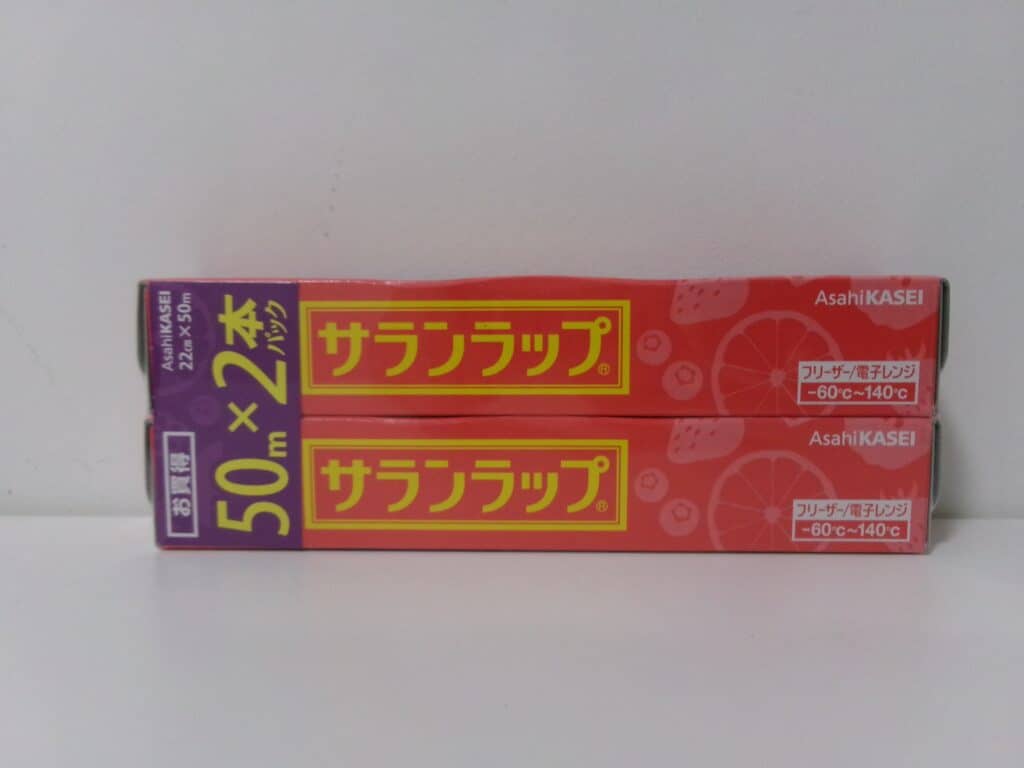 AsahiKASEI
22cm×50m
お買得
50m×2本
パック
サランラップ®
AsahiKASEI
フリーザー/電子レンジ
-60℃~140℃
サランラップ®
AsahiKASEI
フリーザー/電子レンジ
-60℃~140℃